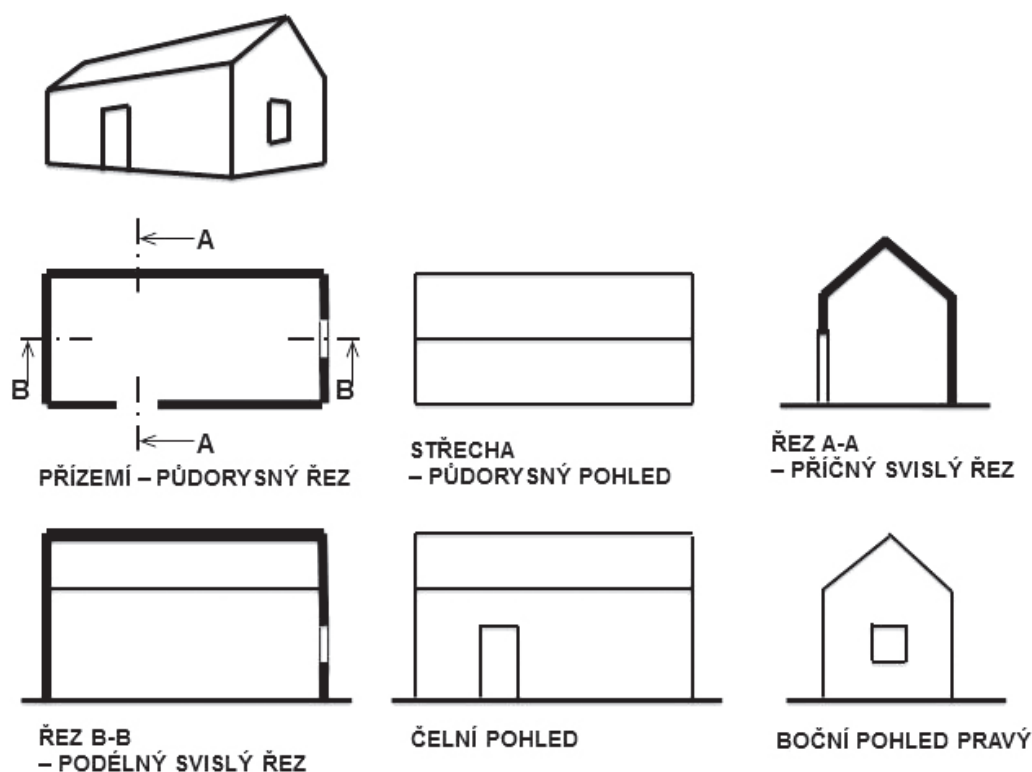 A
B
B
A
PŘÍZEMÍ – PŮDORYSNÝ ŘEZ
STŘECHA
– PŮDORYSNÝ POHLED
ŘEZ A-A
– PŘÍČNÝ SVISLÝ ŘEZ
ŘEZ B-B
– PODÉLNÝ SVISLÝ ŘEZ
ČELNÍ POHLED
BOČNÍ POHLED PRAVÝ